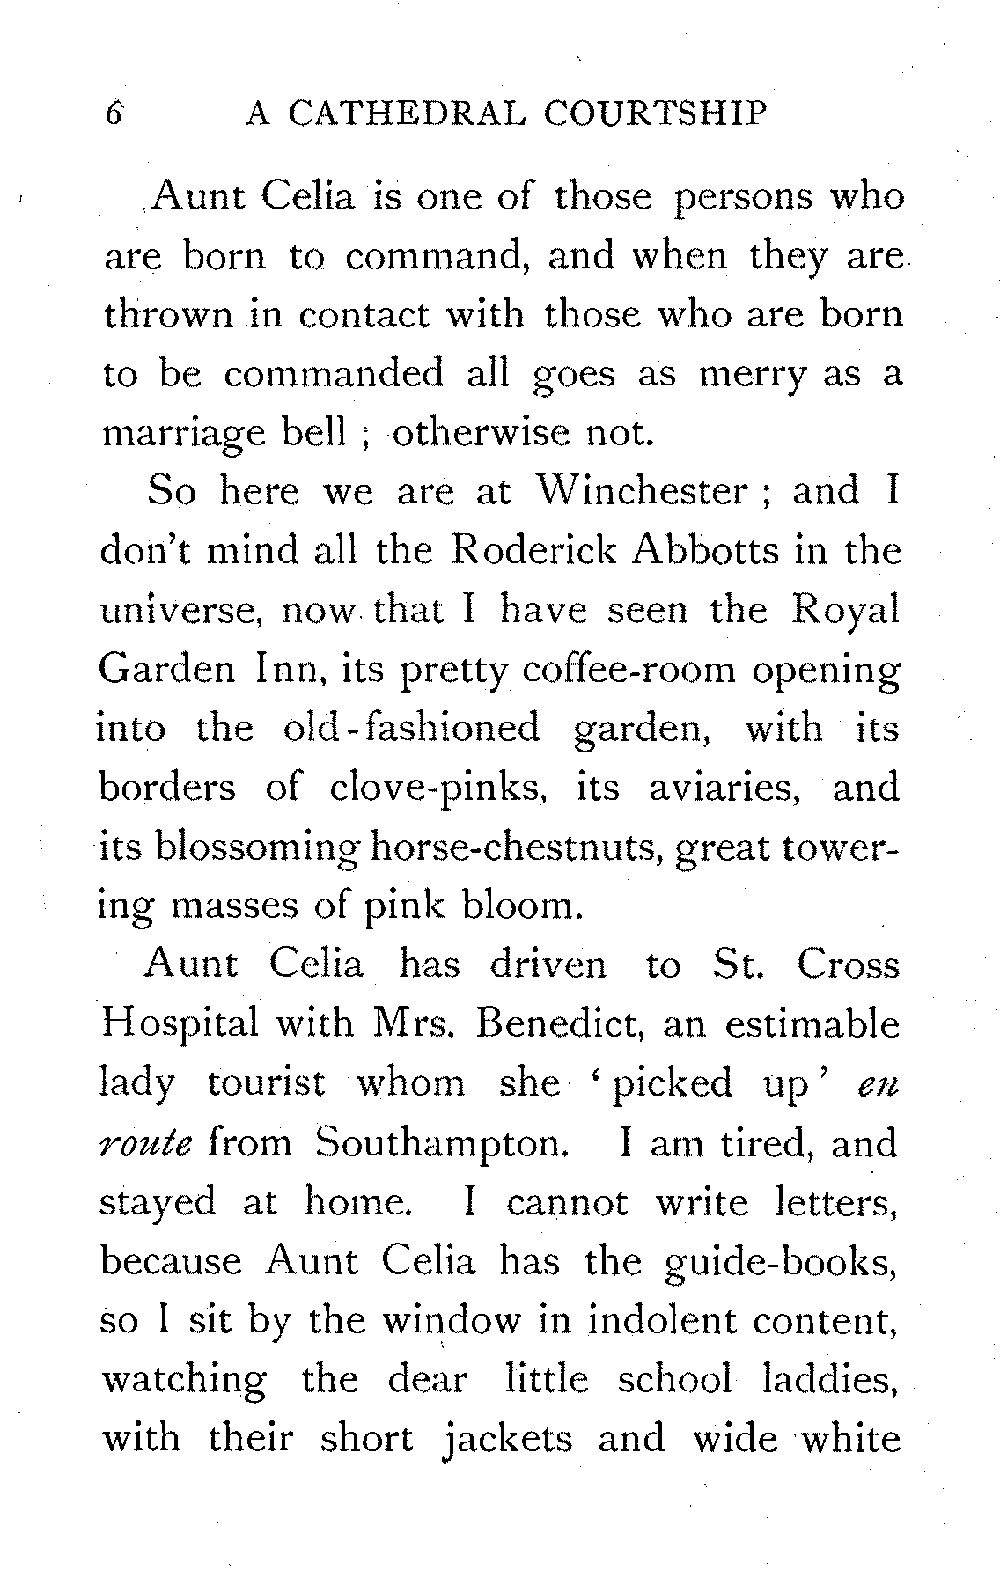 6 A CATHEDRAL COURTSHIP
Aunt Celia is one of those persons who
are born to command, and when they are
thrown in contact with those who are born
to be commanded all goes as merry as a
marriage bell ; otherwise not.
So here we are at Winchester ; and I
don't mind all the Roderick Abbotts in the
universe, now that I have seen the Royal
Garden Inn, its pretty coffee-room opening
into the old-fashioned garden, with its
borders of clove-pinks, its aviaries, and
its blossoming horse-chestnuts, great tower-
ing masses of pink bloom.
Aunt Celia has driven to St. Cross
Hospital with Mrs. Benedict, an estimable
lady tourist whom she ‘ picked up ’ en
route from Southampton. I am tired, and
stayed at home. I cannot write letters,
because Aunt Celia has the guide-books,
so I sit by the window in indolent content,
watching the dear little school laddies,
with their short jackets and wide white